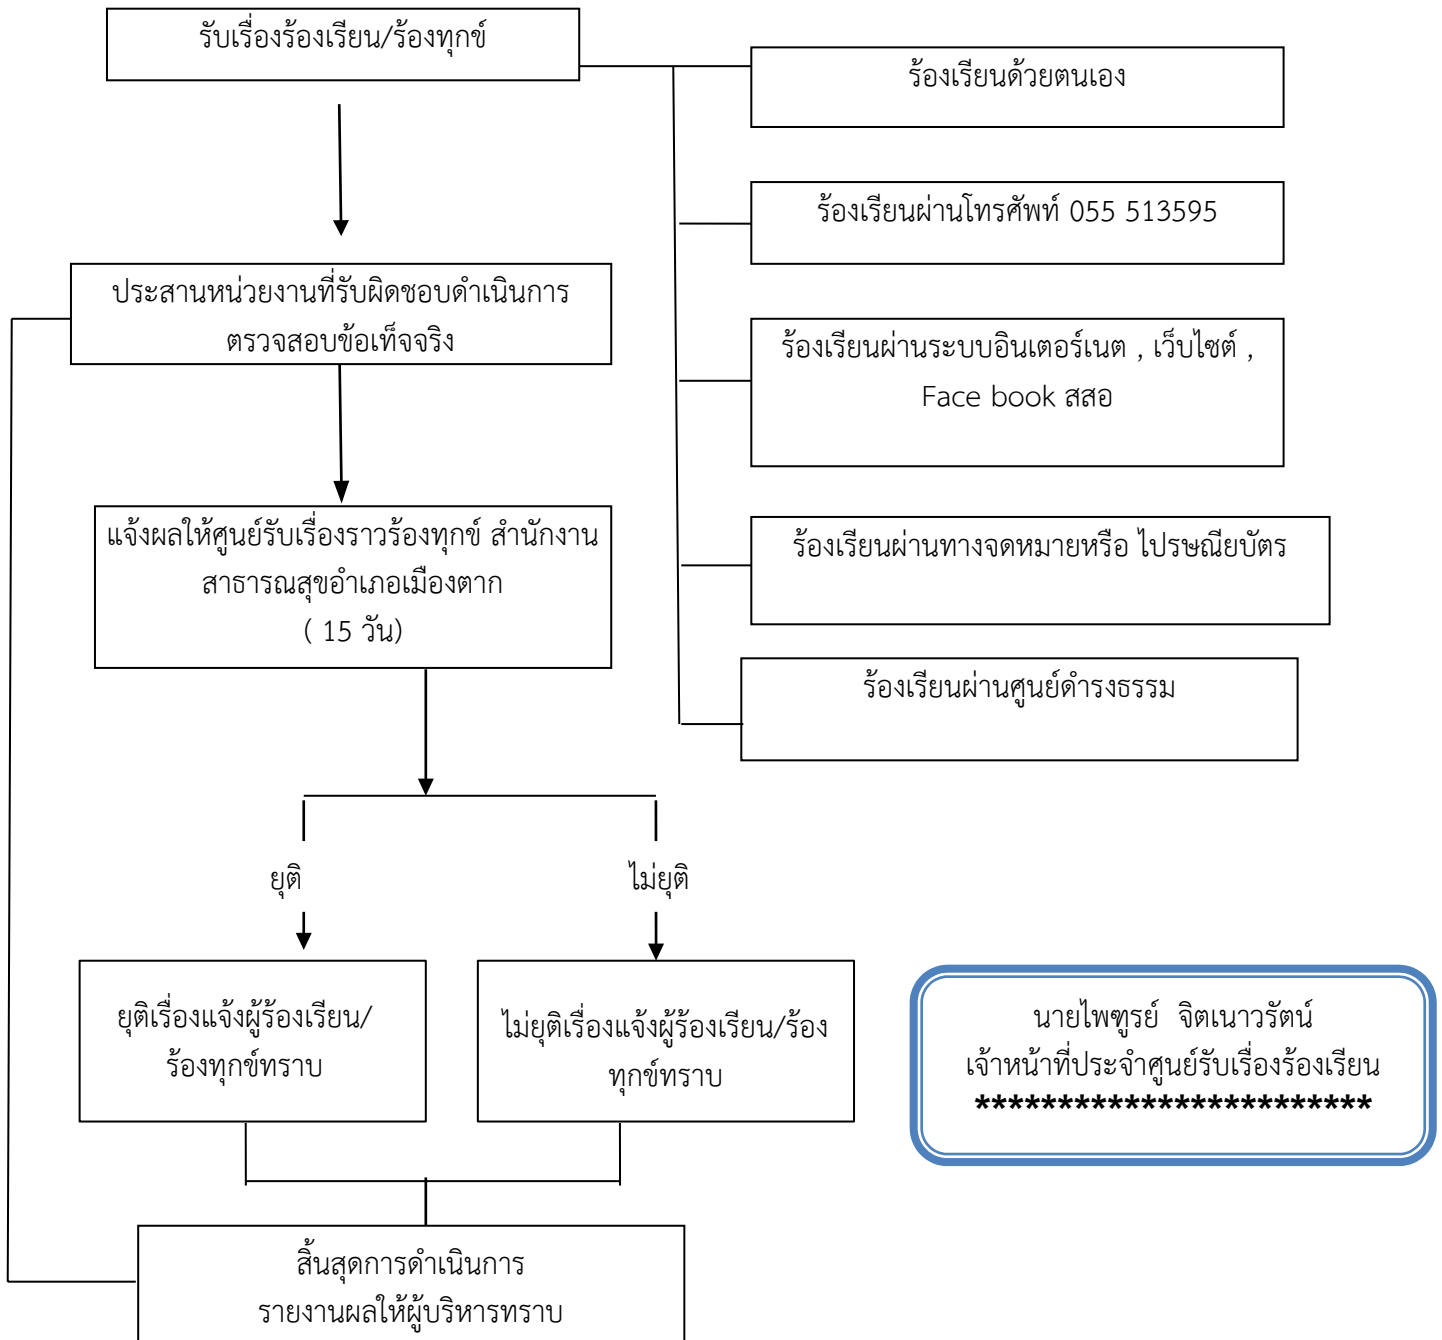 รับเรื่องร้องเรียน/ร้องทุกข์
ร้องเรียนด้วยตนเอง
ร้องเรียนผ่านโทรศัพท์ 055 513595
ประสานหน่วยงานที่รับผิดชอบดำเนินการ
ตรวจสอบข้อเท็จจริง
ร้องเรียนผ่านระบบอินเตอร์เนต , เว็บไซต์ ,
Face book สสอ
แจ้งผลให้ศูนย์รับเรื่องราวร้องทุกข์ สำนักงาน
สาธารณสุขอำเภอเมืองตาก
( 15 วัน)
ร้องเรียนผ่านทางจดหมายหรือ ไปรษณียบัตร
ร้องเรียนผ่านศูนย์ดำรงธรรม
ยุติ
ไม่ยุติ
ยุติเรื่องแจ้งผู้ร้องเรียน/
ร้องทุกข์ทราบ
ไม่ยุติเรื่องแจ้งผู้ร้องเรียน/ร้อง
ทุกข์ทราบ
นายไพฑูรย์ จิตเนาวรัตน์
เจ้าหน้าที่ประจำศูนย์รับเรื่องร้องเรียน
************************
สิ้นสุดการดำเนินการ
รายงานผลให้ผู้บริหารทราบ